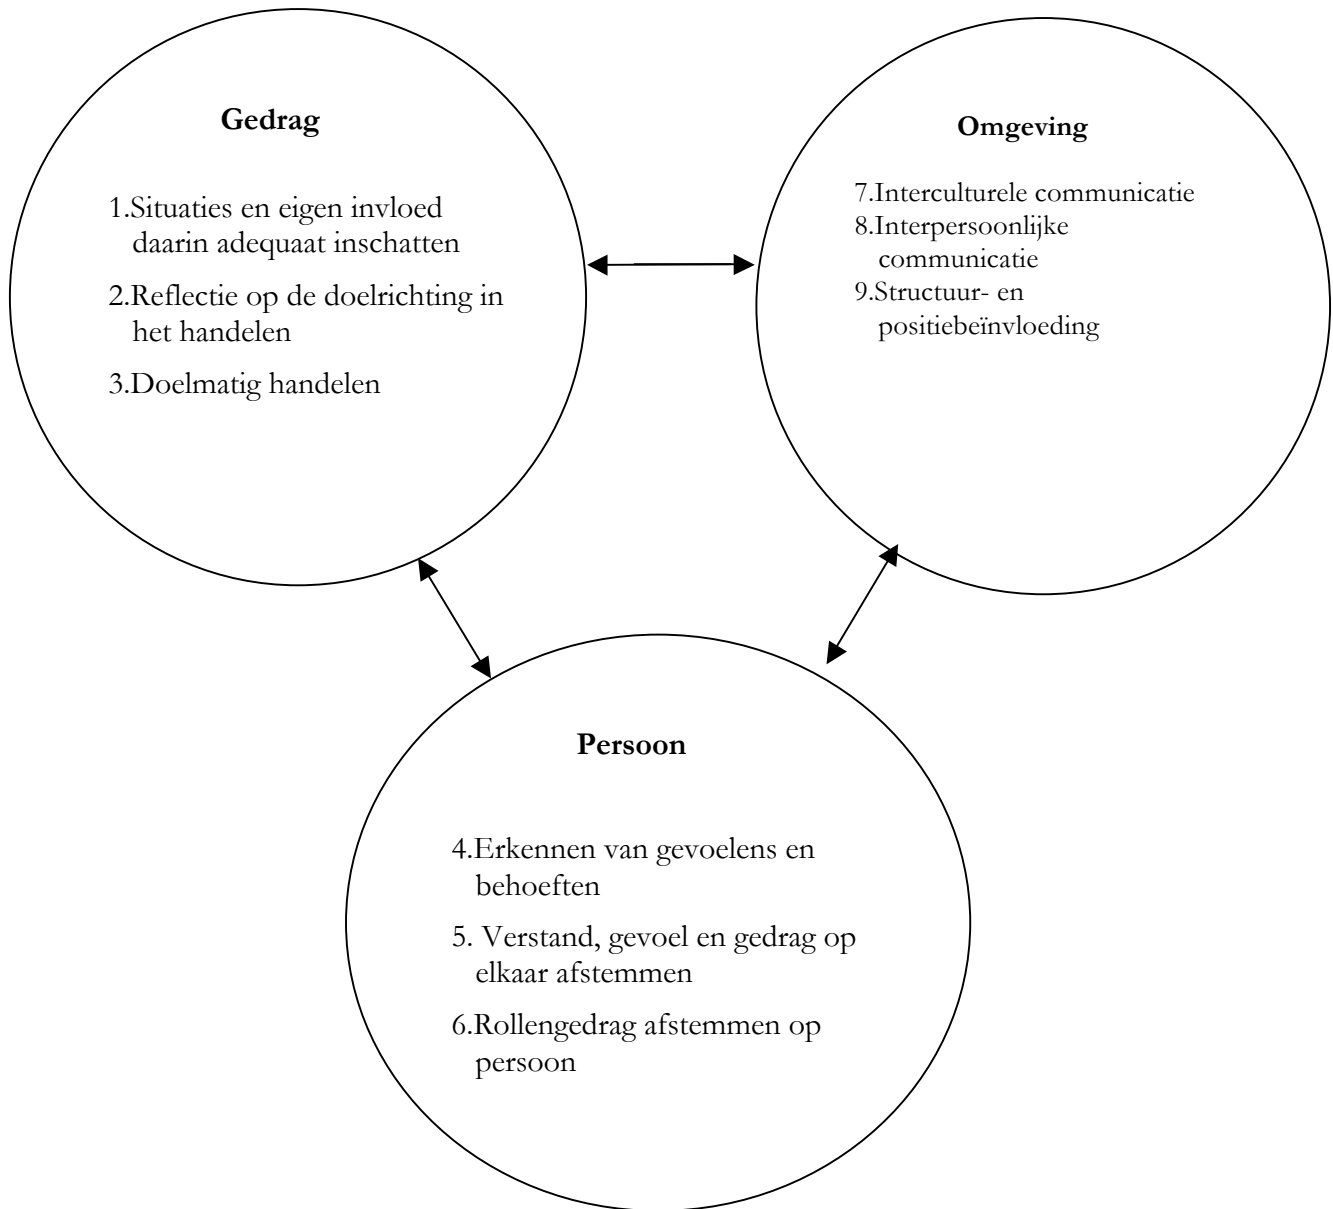 Gedrag
1.Situaties en eigen invloed
daarin adequaat inschatten
2.Reflectie op de doelrichting in
het handelen
3.Doelmatig handelen
Omgeving
7.Interculturele communicatie
8.Interpersoonlijke
communicatie
9.Structuur- en
positiebeïnvloeding
Persoon
4.Erkennen van gevoelens en
behoeften
5. Verstand, gevoel en gedrag op
elkaar afstemmen
6.Rollengedrag afstemmen op
persoon